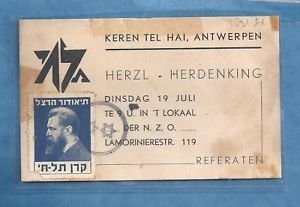 KEREN TEL HAI, ANTWERPEN
HERZL - HERDENKING
DINSDAG 19 JULI
TE 9 U. IN 'T LOKAAL
DER N. Z. O.
LAMORINIERESTR. 119
REFERATEN
תיאודור הרצל
קרן תל-חי